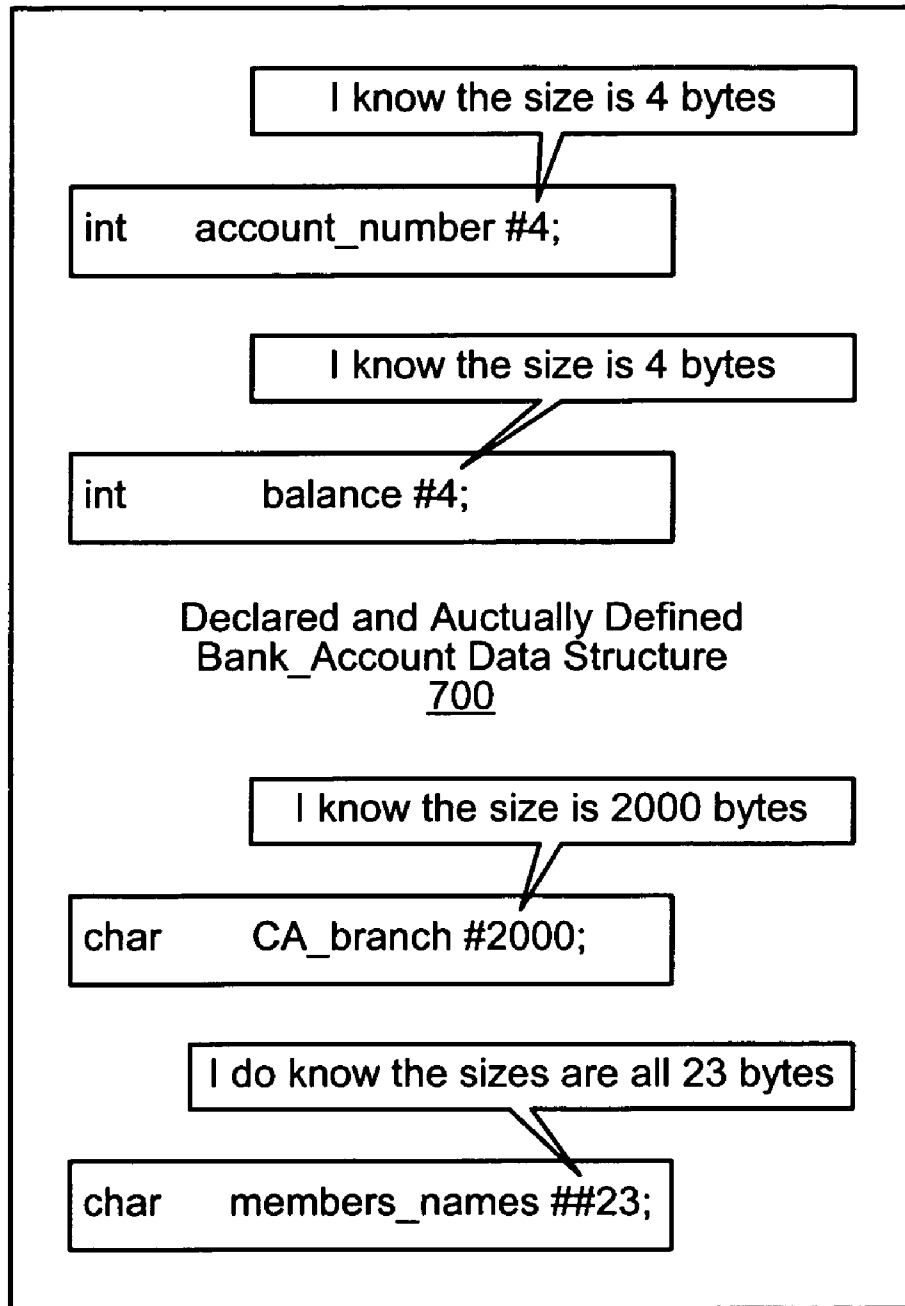 I know the size is 4 bytes
int account_number #4;
I know the size is 4 bytes
int balance #4;
Declared and Auctually Defined
Bank_Account Data Structure
700
I know the size is 2000 bytes
char CA_branch #2000;
I do know the sizes are all 23 bytes
char members_names ##23;